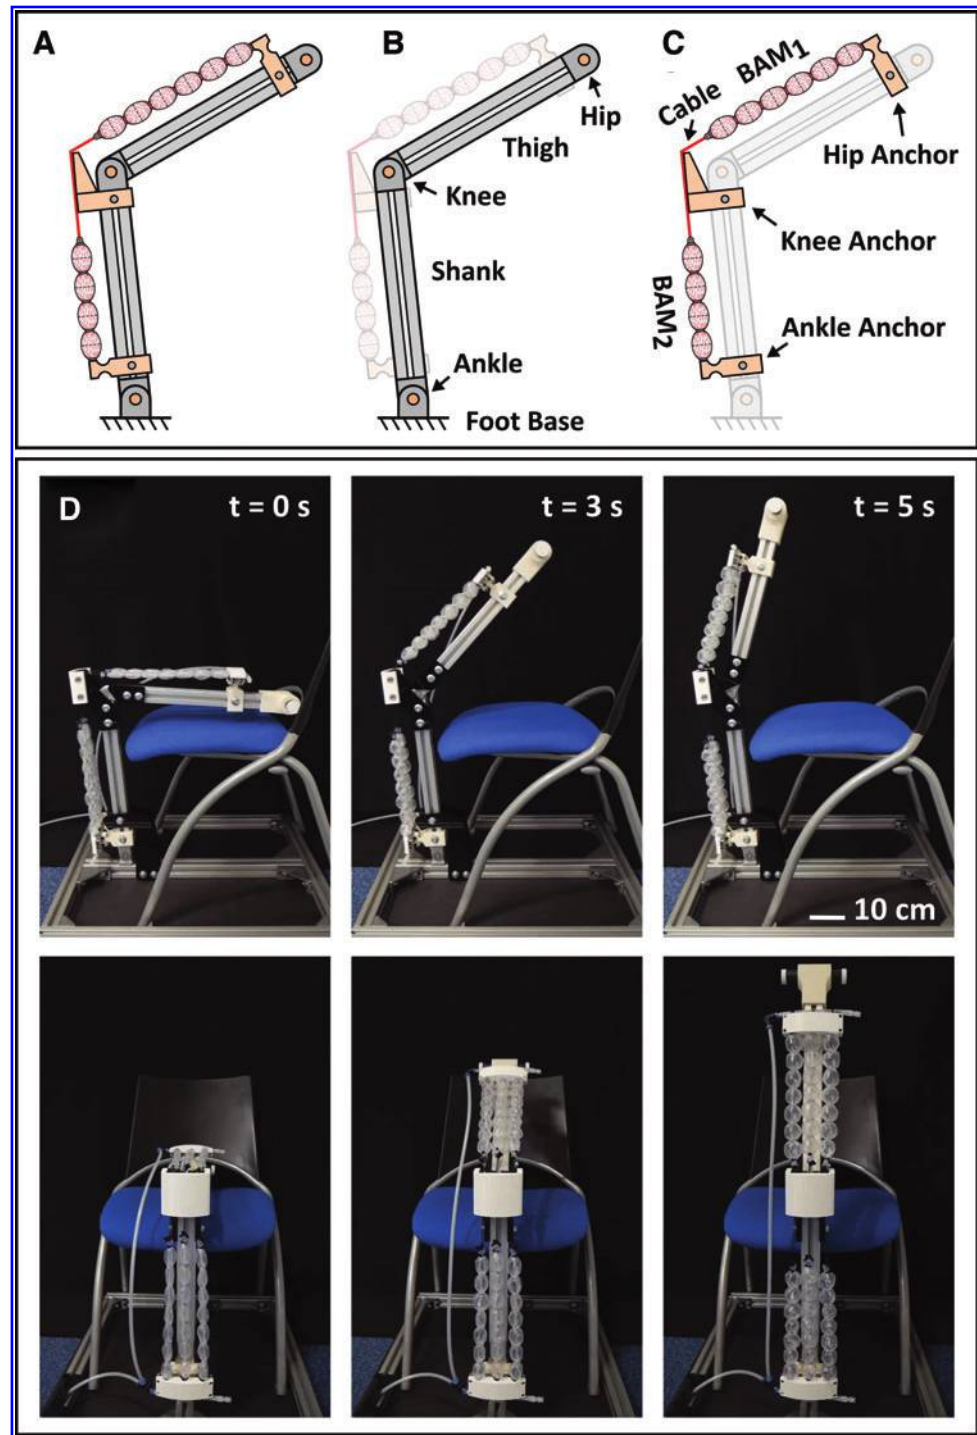 A
B
C
Hip
Thigh
Knee
Shank
Ankle
Foot Base
Cable
BAM1
Hip Anchor
Knee Anchor
BAM2
Ankle Anchor
D
t = 0 s
t = 3 s
t = 5 s
10 cm